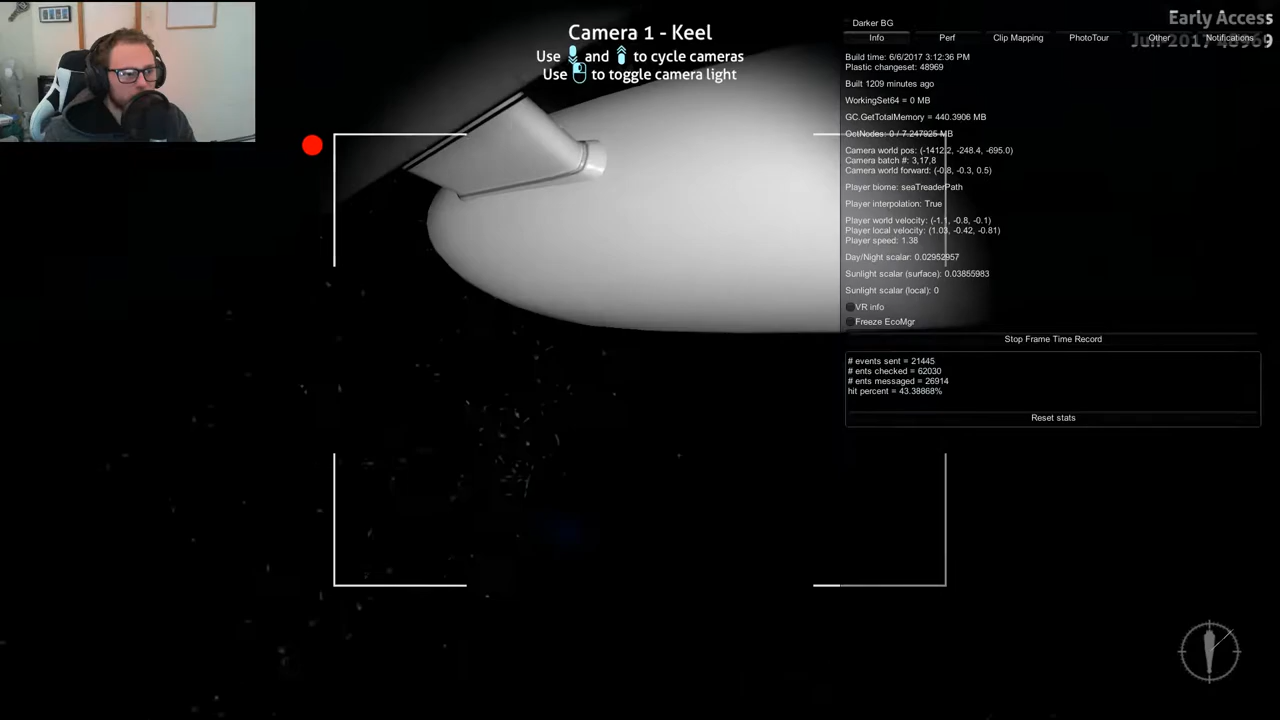 Camera 1 - Keel
Use and to cycle cameras
Use to toggle camera light
Early Access
Jun-2017 48969
Darker BG
Info Perf Clip Mapping PhotoTour Other Notifications
Build time: 6/6/2017 3:12:36 PM
Plastic changeset: 48969
Built 1209 minutes ago
WorkingSet64 = 0 MB
GC.GetTotalMemory = 440.3906 MB
OctNodes: 0 / 7.247925 MB
Camera world pos: (-1412.2, -248.4, -695.0)
Camera batch #: 3,17,8
Camera world forward: (-0.8, -0.3, 0.5)
Player biome: seaTreaderPath
Player interpolation: True
Player world velocity: (-1.1, -0.8, -0.1)
Player local velocity: (1.03, -0.42, -0.81)
Player speed: 1.38
Day/Night scalar: 0.02952957
Sunlight scalar (surface): 0.03855983
Sunlight scalar (local): 0
VR info
Freeze EcoMgr
Stop Frame Time Record
# events sent = 21445
# ents checked = 62030
# ents messaged = 26914
hit percent = 43.38868%
Reset stats